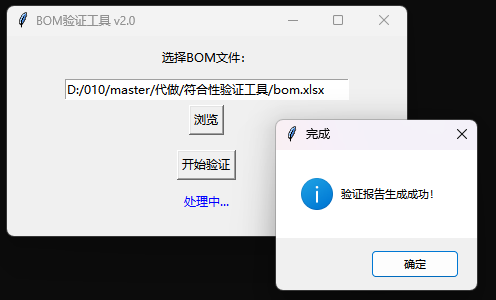 BOM验证工具 v2.0
选择BOM文件:
D:/010/master/代做/符合性验证工具/bom.xlsx
浏览
开始验证
处理中...
完成
验证报告生成成功!
确定